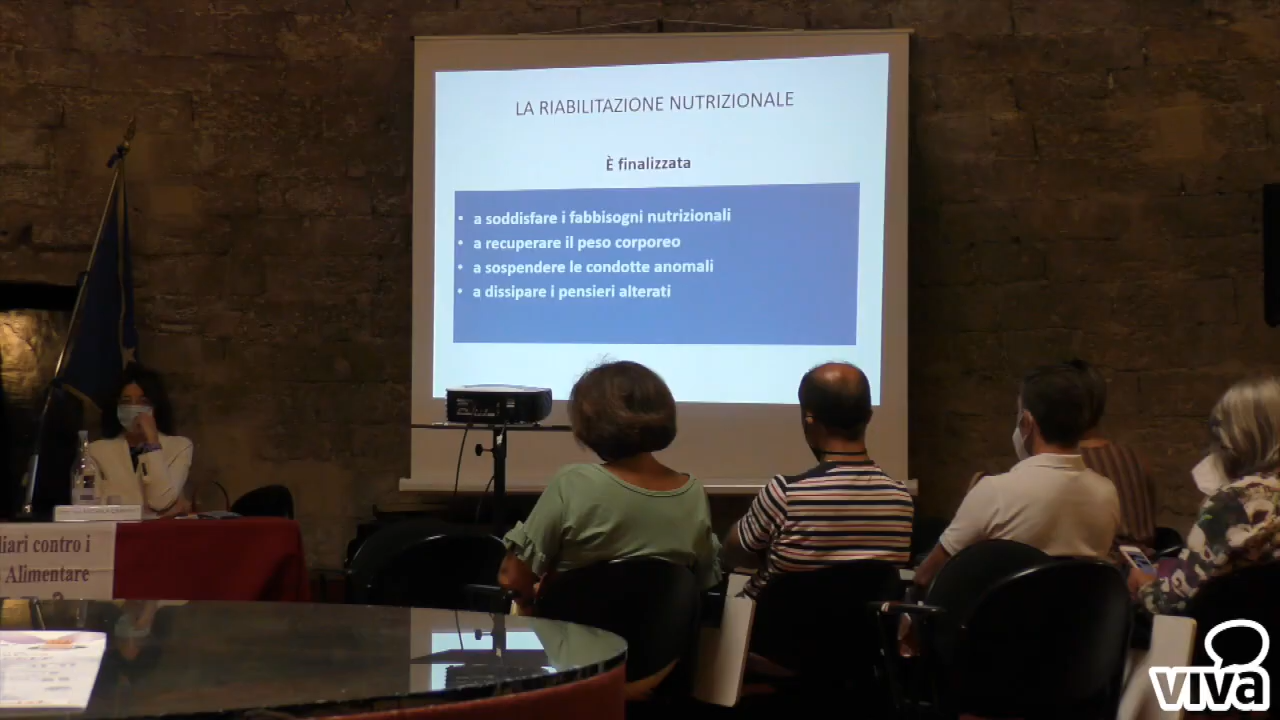 LA RIABILITAZIONE NUTRIZIONALE
È finalizzata
• a soddisfare i fabbisogni nutrizionali
• a recuperare il peso corporeo
• a sospendere le condotte anomali
• a dissipare i pensieri alterati
liari contro i
Alimentare
viva